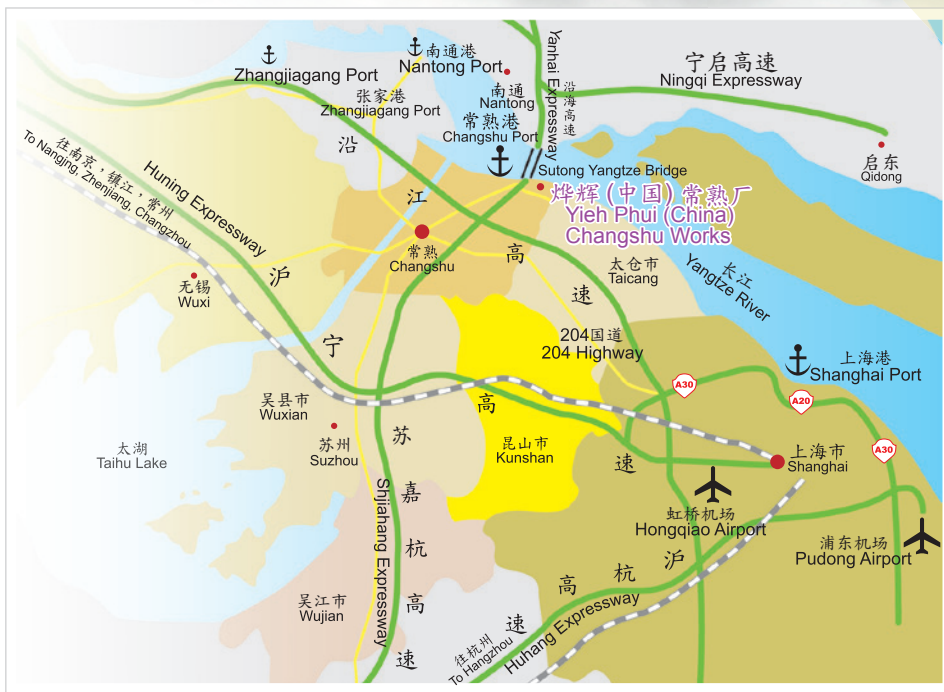 Zhangjiagang Port
南通港
Nantong Port
张家港
Zhangjiagang Port
南通
Nantong
常熟港
Changshu Port
Yanhai Expressway
沿海高速
宁启高速
Ningqi Expressway
启东
Qidong
Sutong Yangtze Bridge
烨辉(中国)常熟厂
Yieh Phui (China)
Changshu Works
往南京,镇江,常州
To Nanging, Zhenjiang, Changzhou
Huning Expressway
沿
江
高
速
常熟
Changshu
太仓市
Taicang
长江
Yangtze River
无锡
Wuxi
沪
宁
高
速
204国道
204 Highway
A30
A20
A30
上海港
Shanghai Port
吴县市
Wuxian
苏州
Suzhou
太湖
Taihu Lake
昆山市
Kunshan
上海市
Shanghai
虹桥机场
Hongqiao Airport
浦东机场
Pudong Airport
苏
嘉
杭
高
速
Shjiahang Expressway
吴江市
Wujian
沪
杭
高
速
Huhang Expressway
往杭州
To Hangzhou